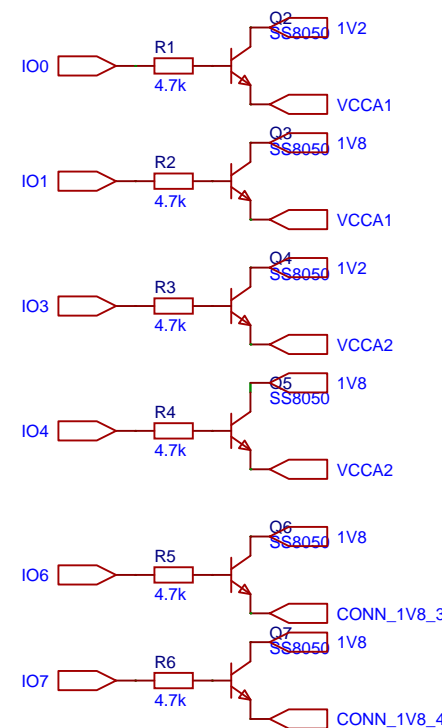 Q2
SS8050
1V2
R1
IO0
4.7k
VCCA1
Q3
SS8050
1V8
R2
IO1
4.7k
VCCA1
Q4
SS8050
1V2
R3
IO3
4.7k
VCCA2
Q5
SS8050
1V8
R4
IO4
4.7k
VCCA2
Q6
SS8050
1V8
R5
IO6
4.7k
CONN_1V8_3
Q7
SS8050
1V8
R6
IO7
4.7k
CONN_1V8_4